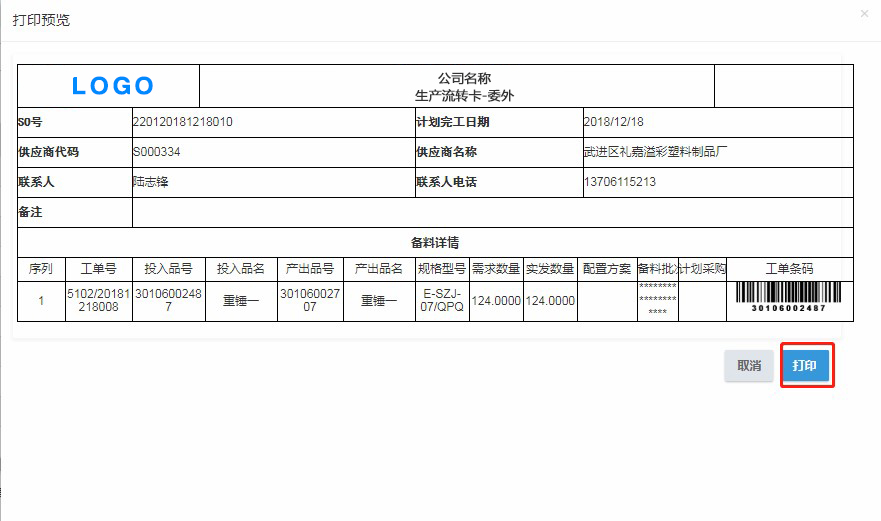 打印预览
×
LOGO
公司名称
生产流转卡-委外
SO号 220120181218010 计划完工日期 2018/12/18
供应商代码 S000334 供应商名称 武进区礼嘉溢彩塑料制品厂
联系人 陆志锋 联系人电话 13706115213
备注
备料详情
序列 工单号 投入品号 投入品名 产出品号 产出品名 规格型号 需求数量 实发数量 配置方案 备料批次 计划采购 工单条码
1 5102/20181218008 30106002487 重锤一 30106002707 重锤一 E-SZJ-07/QPQ 124.0000 124.0000 ******** ******** ****
30106002487
取消 打印